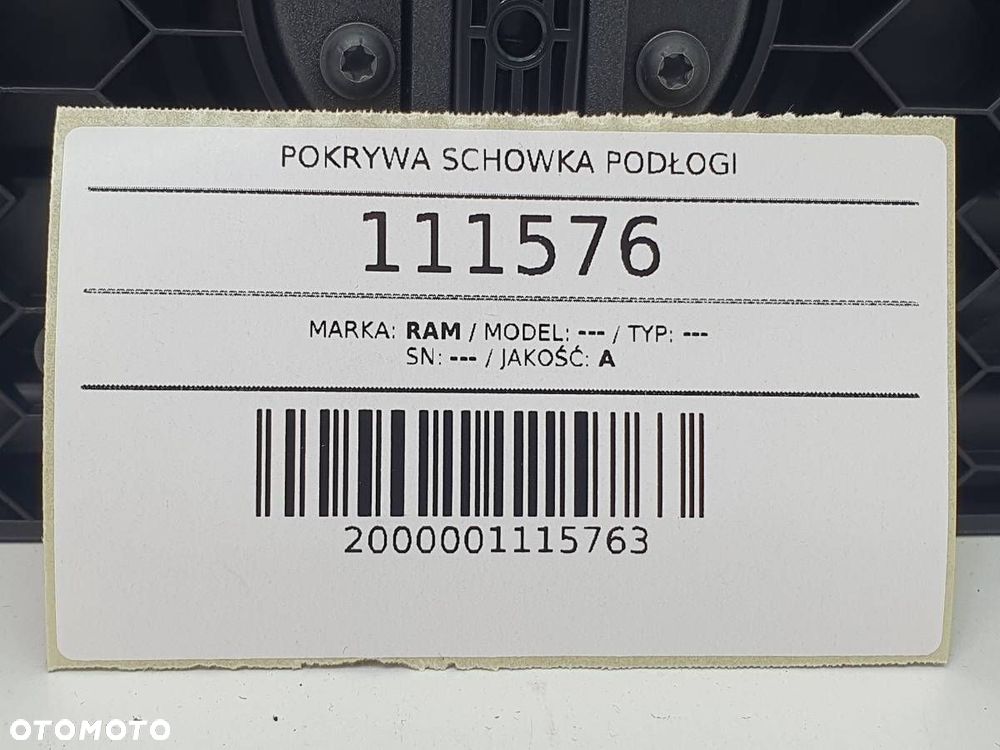 POKRYWA SCHOWKA PODŁOGI
111576
MARKA: RAM / MODEL: --- / TYP: ---
SN: --- / JAKOŚĆ: A
2000001115763
OTOMOTO